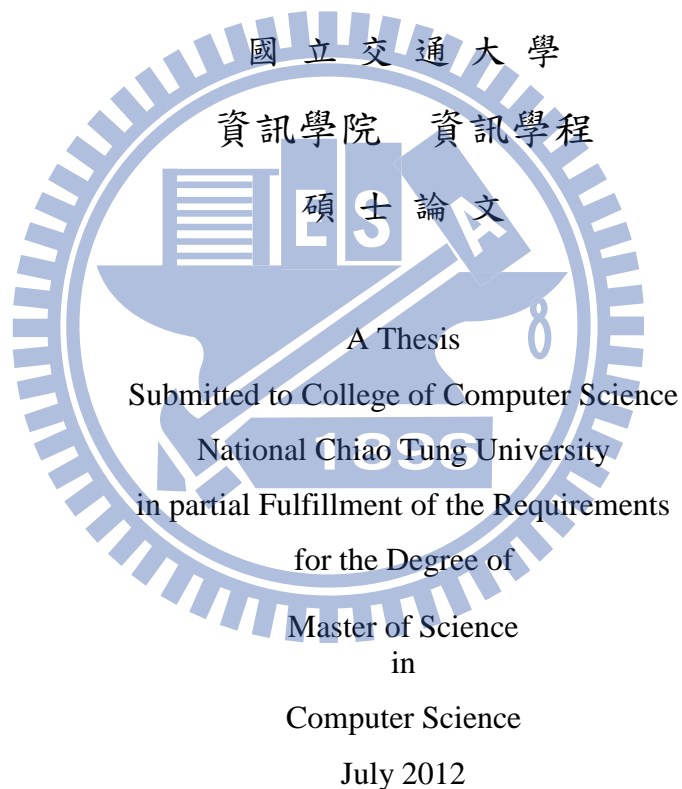 國 立 交 通 大 學
資訊學院 資訊學程
碩 士 論 文
E S A
A Thesis
Submitted to College of Computer Science
National Chiao Tung University
1896
in partial Fulfillment of the Requirements
for the Degree of
Master of Science
in
Computer Science
July 2012